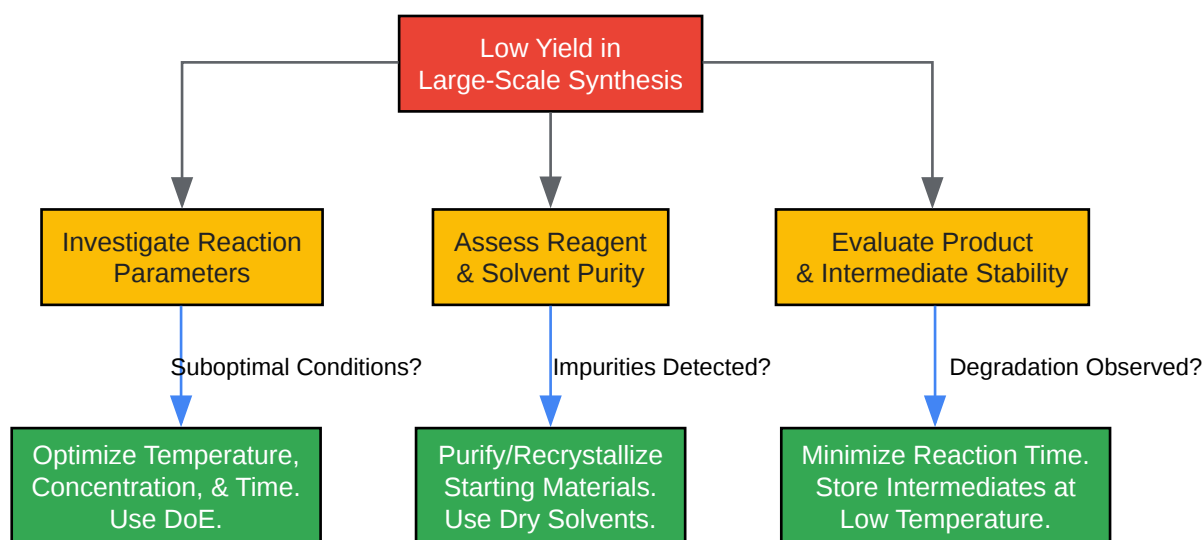 Low Yield in
Large-Scale Synthesis
Investigate Reaction
Parameters
Assess Reagent
& Solvent Purity
Evaluate Product
& Intermediate Stability
Suboptimal Conditions?
Impurities Detected?
Degradation Observed?
Optimize Temperature,
Concentration, & Time.
Use DoE.
Purify/Recrystallize
Starting Materials.
Use Dry Solvents.
Minimize Reaction Time.
Store Intermediates at
Low Temperature.